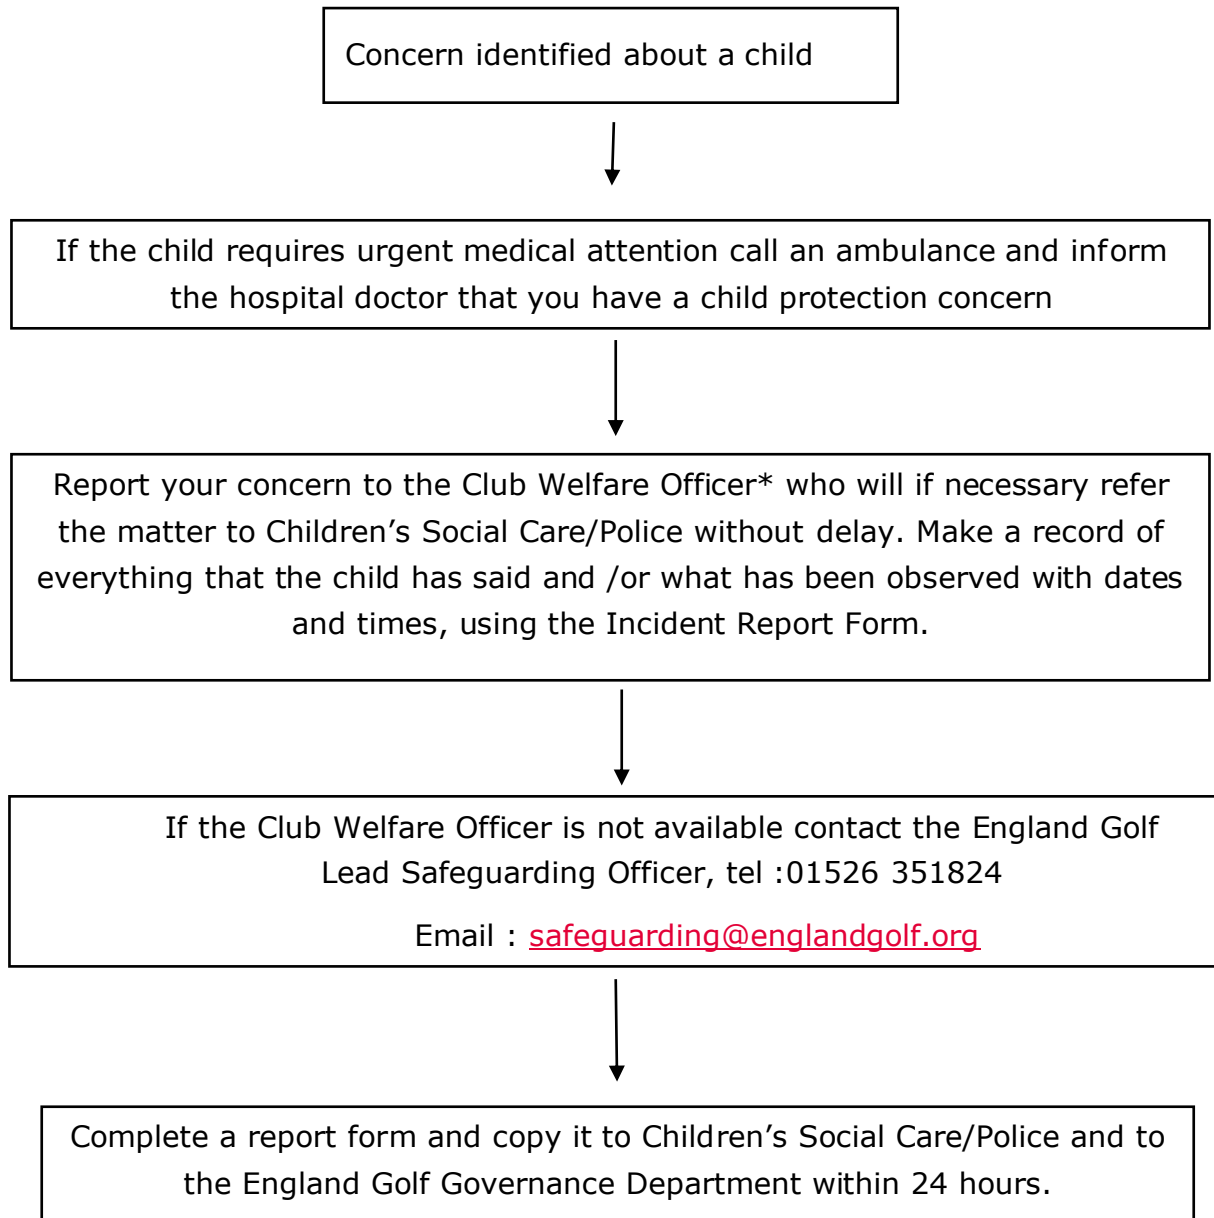 Concern identified about a child
If the child requires urgent medical attention call an ambulance and inform
the hospital doctor that you have a child protection concern
Report your concern to the Club Welfare Officer* who will if necessary refer
the matter to Children’s Social Care/Police without delay. Make a record of
everything that the child has said and /or what has been observed with dates
and times, using the Incident Report Form.
If the Club Welfare Officer is not available contact the England Golf
Lead Safeguarding Officer, tel :01526 351824
Email : safeguarding@englandgolf.org
Complete a report form and copy it to Children’s Social Care/Police and to
the England Golf Governance Department within 24 hours.